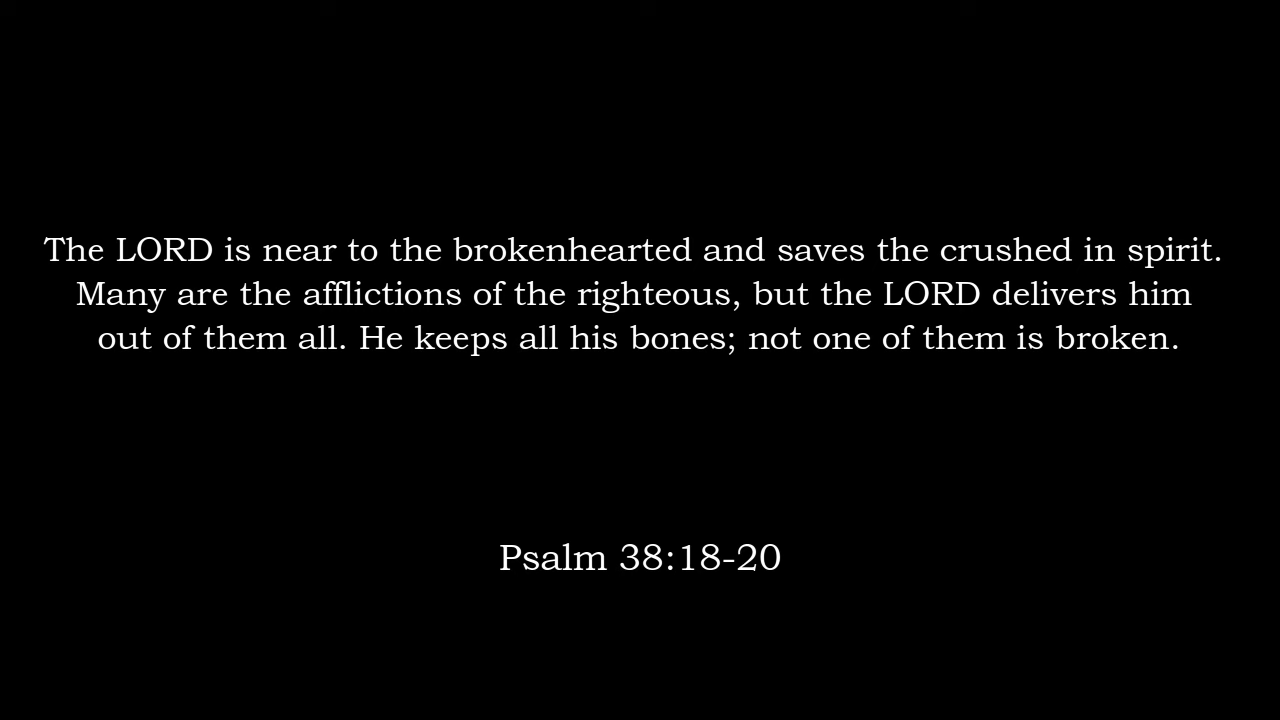 The LORD is near to the brokenhearted and saves the crushed in spirit.
Many are the afflictions of the righteous, but the LORD delivers him
out of them all. He keeps all his bones; not one of them is broken.
Psalm 38:18-20